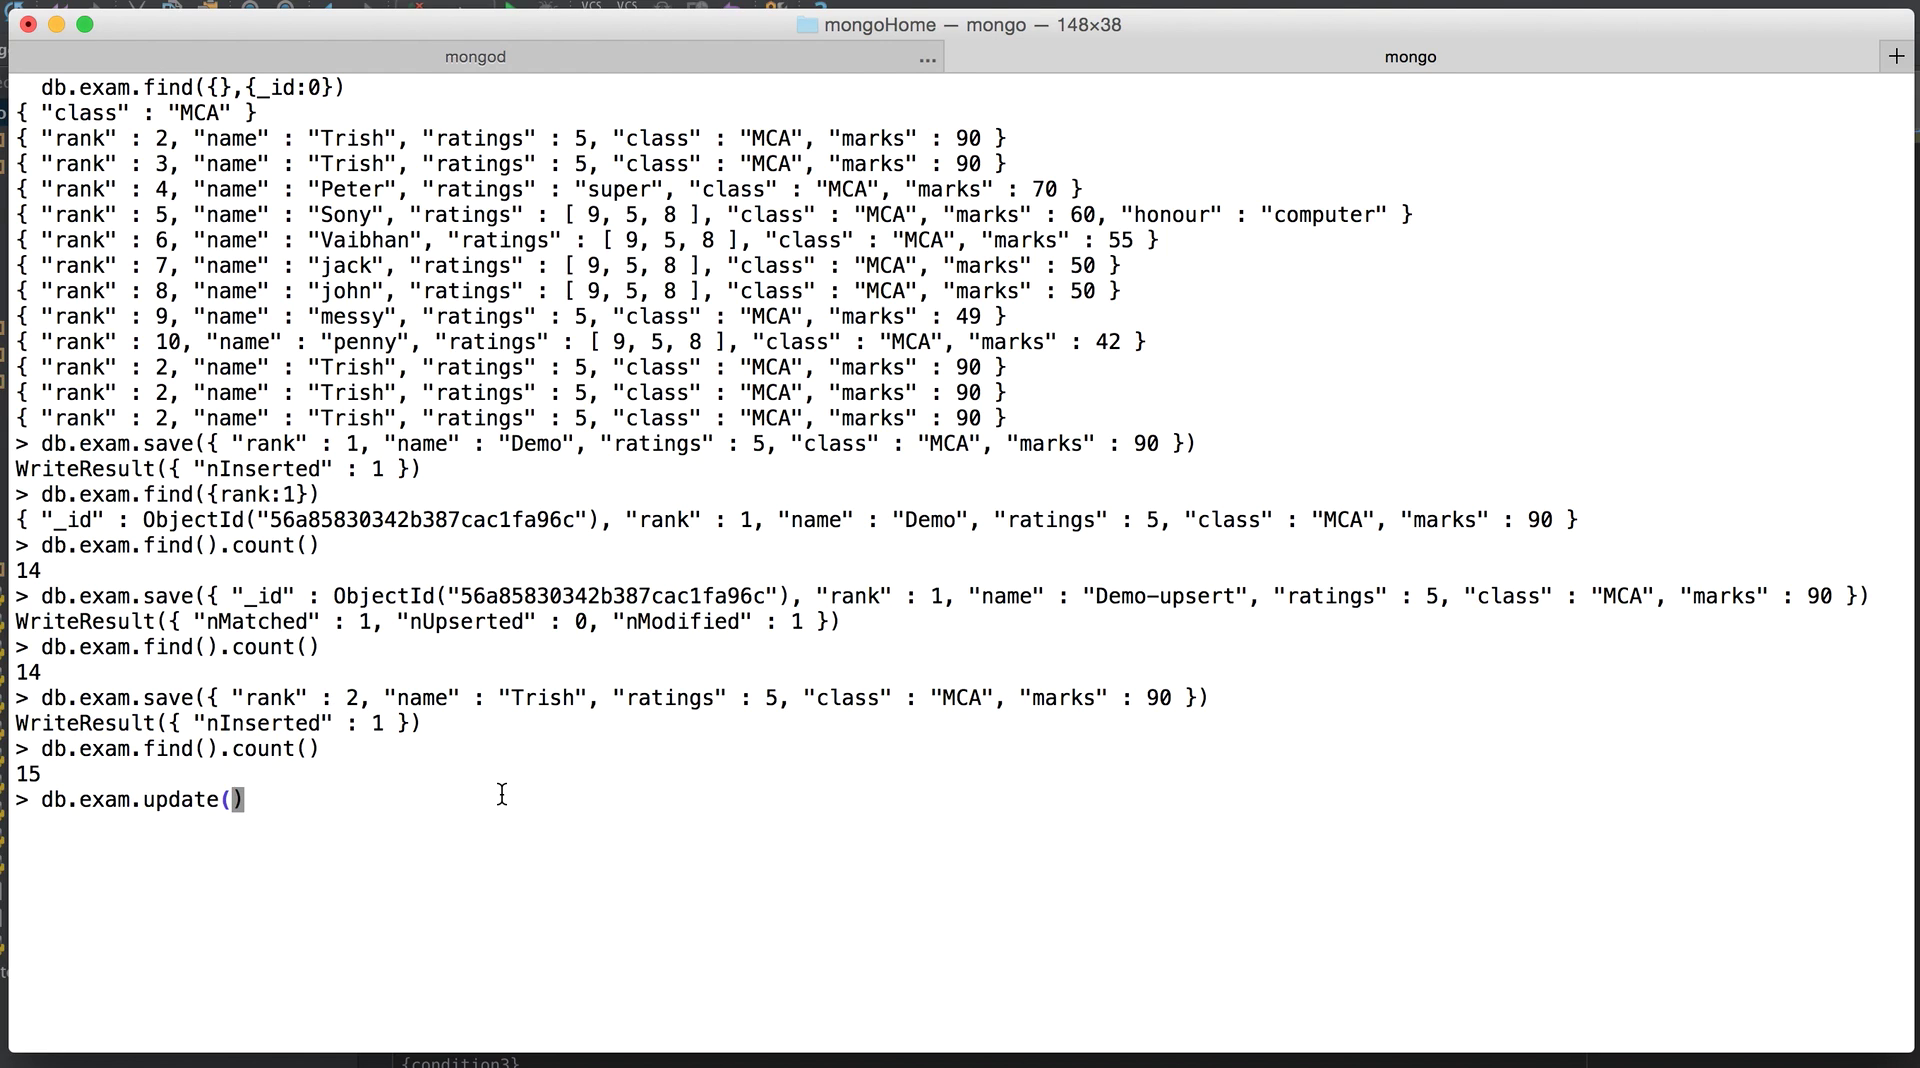 VCS VCS
mongoHome — mongo — 148×38
mongod ... mongo +
db.exam.find({},{_id:0})
{ "class" : "MCA" }
{ "rank" : 2, "name" : "Trish", "ratings" : 5, "class" : "MCA", "marks" : 90 }
{ "rank" : 3, "name" : "Trish", "ratings" : 5, "class" : "MCA", "marks" : 90 }
{ "rank" : 4, "name" : "Peter", "ratings" : "super", "class" : "MCA", "marks" : 70 }
{ "rank" : 5, "name" : "Sony", "ratings" : [ 9, 5, 8 ], "class" : "MCA", "marks" : 60, "honour" : "computer" }
{ "rank" : 6, "name" : "Vaibhan", "ratings" : [ 9, 5, 8 ], "class" : "MCA", "marks" : 55 }
{ "rank" : 7, "name" : "jack", "ratings" : [ 9, 5, 8 ], "class" : "MCA", "marks" : 50 }
{ "rank" : 8, "name" : "john", "ratings" : [ 9, 5, 8 ], "class" : "MCA", "marks" : 50 }
{ "rank" : 9, "name" : "messy", "ratings" : 5, "class" : "MCA", "marks" : 49 }
{ "rank" : 10, "name" : "penny", "ratings" : [ 9, 5, 8 ], "class" : "MCA", "marks" : 42 }
{ "rank" : 2, "name" : "Trish", "ratings" : 5, "class" : "MCA", "marks" : 90 }
{ "rank" : 2, "name" : "Trish", "ratings" : 5, "class" : "MCA", "marks" : 90 }
{ "rank" : 2, "name" : "Trish", "ratings" : 5, "class" : "MCA", "marks" : 90 }
> db.exam.save({ "rank" : 1, "name" : "Demo", "ratings" : 5, "class" : "MCA", "marks" : 90 })
WriteResult({ "nInserted" : 1 })
> db.exam.find({rank:1})
{ "_id" : ObjectId("56a85830342b387cac1fa96c"), "rank" : 1, "name" : "Demo", "ratings" : 5, "class" : "MCA", "marks" : 90 }
> db.exam.find().count()
14
> db.exam.save({ "_id" : ObjectId("56a85830342b387cac1fa96c"), "rank" : 1, "name" : "Demo-upsert", "ratings" : 5, "class" : "MCA", "marks" : 90 })
WriteResult({ "nMatched" : 1, "nUpserted" : 0, "nModified" : 1 })
> db.exam.find().count()
14
> db.exam.save({ "rank" : 2, "name" : "Trish", "ratings" : 5, "class" : "MCA", "marks" : 90 })
WriteResult({ "nInserted" : 1 })
> db.exam.find().count()
15
> db.exam.update()
{condition3}